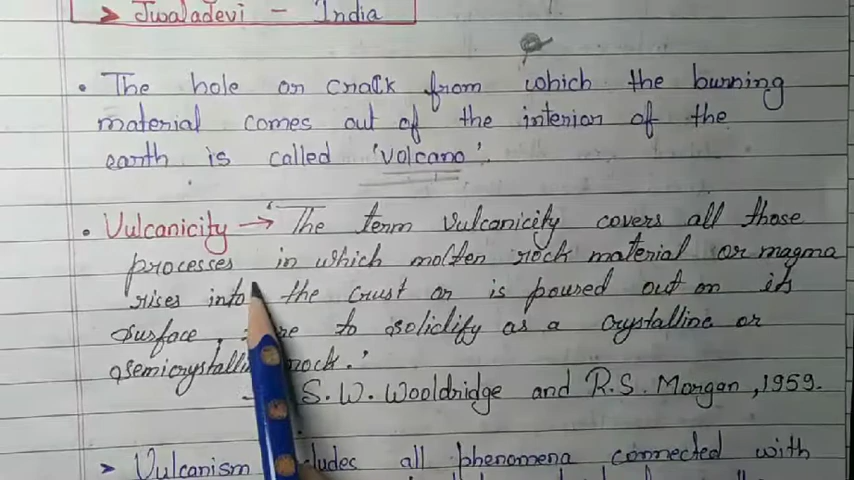 ➤ Jwaladevi - India
• The hole or crack from which the burning
material comes out of the interior of the
earth is called 'volcano'.
• Vulcanicity → 'The term vulcanicity covers all those
processes in which molten rock material or magma
rises into the crust or is poured out on its
surface, to solidify as a crystalline or
rock.'
- S.W. Wooldridge and R.S. Morgan, 1959.
➤ Vulcanism all phenomena connected with